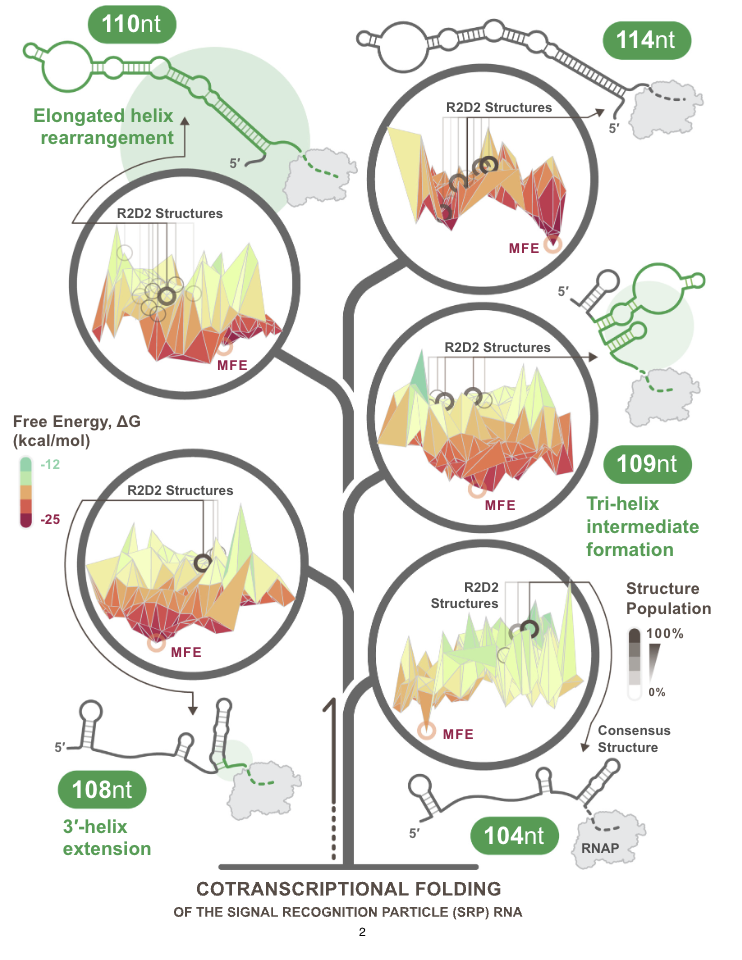 110nt
114nt
Elongated helix
rearrangement
5′
R2D2 Structures
MFE
R2D2 Structures
5′
MFE
5′
R2D2 Structures
MFE
109nt
Tri-helix
intermediate
formation
Free Energy, ΔG
(kcal/mol)
-12
-25
R2D2 Structures
MFE
R2D2
Structures
MFE
Structure
Population
100%
0%
Consensus
Structure
5′
108nt
3′-helix
extension
5′
104nt
RNAP
COTRANSCRIPTIONAL FOLDING
OF THE SIGNAL RECOGNITION PARTICLE (SRP) RNA
2